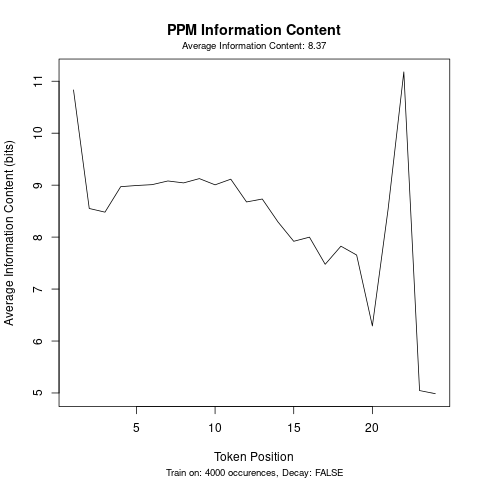 PPM Information Content
Average Information Content: 8.37
Average Information Content (bits)
11
10
9
8
7
6
5
5 10 15 20
Token Position
Train on: 4000 occurences, Decay: FALSE